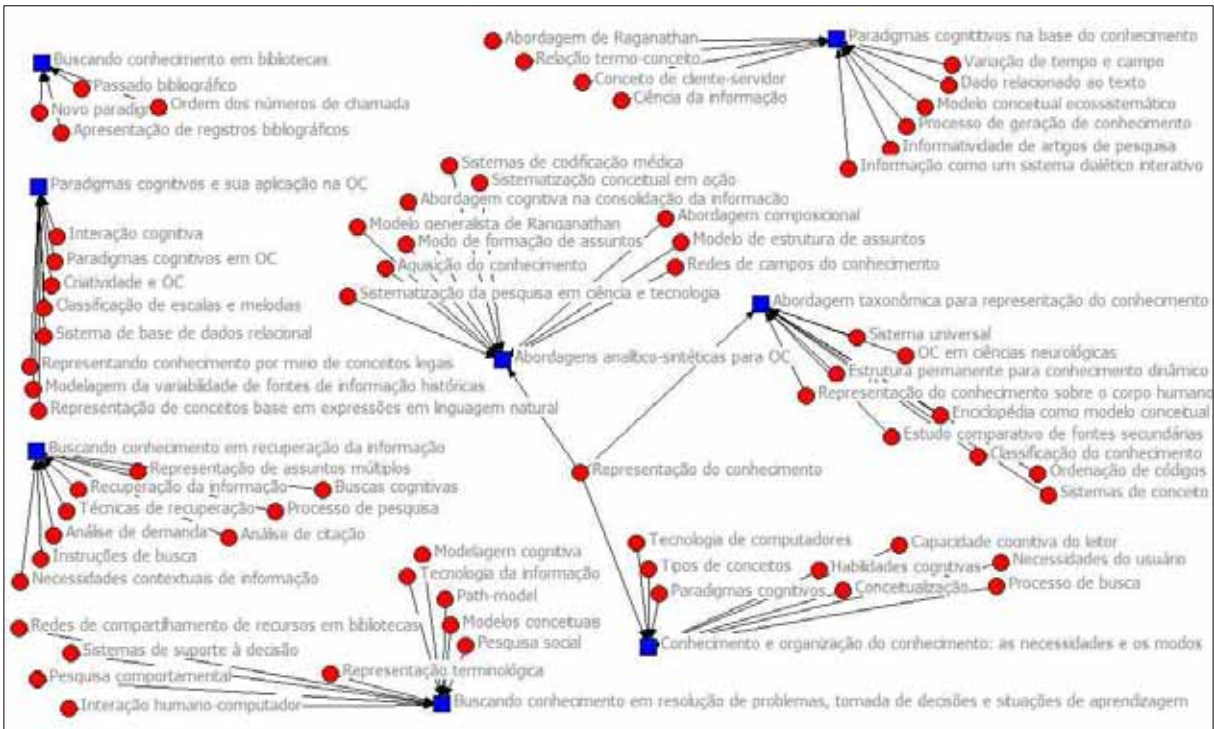 Buscando conhecimento em bibliotecas
Passado bibliográfico
Ordem dos números de chamada
Novo paradigm
Apresentação de registros biblográficos
Abordagem de Raganathan
Relação termo-conceito
Conceito de cliente-servidor
Ciência da informação
Paradigmas cognittivos na base do conhecimento
Variação de tempo e campo
Dado relacionado ao texto
Modelo conceitual ecossistemático
Processo de geração de conhecimento
Informatividade de artigos de pesquisa
Informação como um sistema dialético interativo
Paradigmas cognitivos e sua aplicação na OC
Interação cognitiva
Paradigmas cognitivos em OC
Criatividade e OC
Classificação de escalas e melodias
Sistema de base de dados relacional
Representando conhecimento por meio de conceitos legais
Modelagem da variabilidade de fontes de informação históricas
Representação de conceitos base em expressões em linguagem natural
Sistemas de codificação médica
Sistematização conceitual em ação
Abordagem cognitiva na consolidação da informação
Modelo generalista de Ranganathan
Modo de formação de assuntos
Aquisição do conhecimento
Sistematização da pesquisa em ciência e tecnologia
Abordagem composicional
Modelo de estrutura de assuntos
Redes de campos do conhecimento
Abordagens analítico-sintéticas para OC
Abordagem taxonômica para representação do conhecimento
Sistema universal
OC em ciências neurológicas
Estrutura permanente para conhecimento dinâmico
Representação do conhecimento sobre o corpo humano
Enciclopédia como modelo conceitual
Estudo comparativo de fontes secundárias
Classificação do conhecimento
Ordenação de códigos
Sistemas de conceito
Representação do conhecimento
Buscando conhecimento em recuperação da informação
Representação de assuntos múltiplos
Recuperação da informação
Buscas cognitivas
Técnicas de recuperação
Processo de pesquisa
Análise de demanda
Análise de citação
Instruções de busca
Necessidades contextuais de informação
Tecnologia de computadores
Capacidade cognitiva do leitor
Tipos de conceitos
Habilidades cognitivas
Necessidades do usuário
Paradigmas cognitivos
Conceitualização
Processo de busca
Conhecimento e organização do conhecimento: as necessidades e os modos
Modelagem cognitiva
Tecnologia da informação
Path-model
Modelos conceituais
Pesquisa social
Redes de compartilhamento de recursos em bibliotecas
Sistemas de suporte à decisão
Representação terminológica
Pesquisa comportamental
Interação humano-computador
Buscando conhecimento em resolução de problemas, tomada de decisões e situações de aprendizagem